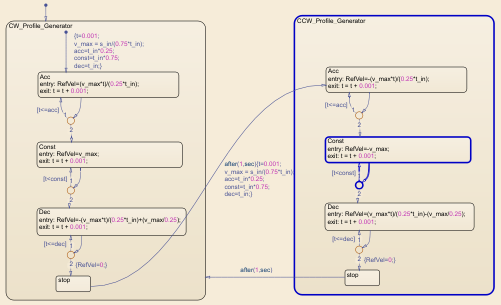 CW_Profile_Generator
{t=0.001;
v_max = s_in/(0.75*t_in);
acc=t_in*0.25;
const=t_in*0.75;
dec=t_in;}
Acc
entry: RefVel=(v_max*t)/(0.25*t_in);
exit: t = t + 0.001;
[t<=acc]
1
2
Const
entry: RefVel=v_max;
exit: t = t + 0.001;
[t<=const]
1
2
Dec
entry: RefVel=-(v_max*t)/(0.25*t_in)+(v_max/0.25);
exit: t = t + 0.001;
[t<=dec]
1
2
{RefVel=0;}
stop
after(1,sec){t=0.001;
v_max = s_in/(0.75*t_in);
acc=t_in*0.25;
const=t_in*0.75;
dec=t_in;}
after(1,sec)
CCW_Profile_Generator
Acc
entry: RefVel=-(v_max*t)/(0.25*t_in);
exit: t = t + 0.001;
[t<=acc]
1
2
Const
entry: RefVel=-v_max;
exit: t = t + 0.001;
[t<=const]
1
2
Dec
entry: RefVel=(v_max*t)/(0.25*t_in)-(v_max/0.25);
exit: t = t + 0.001;
[t<=dec]
1
2
{RefVel=0;}
stop